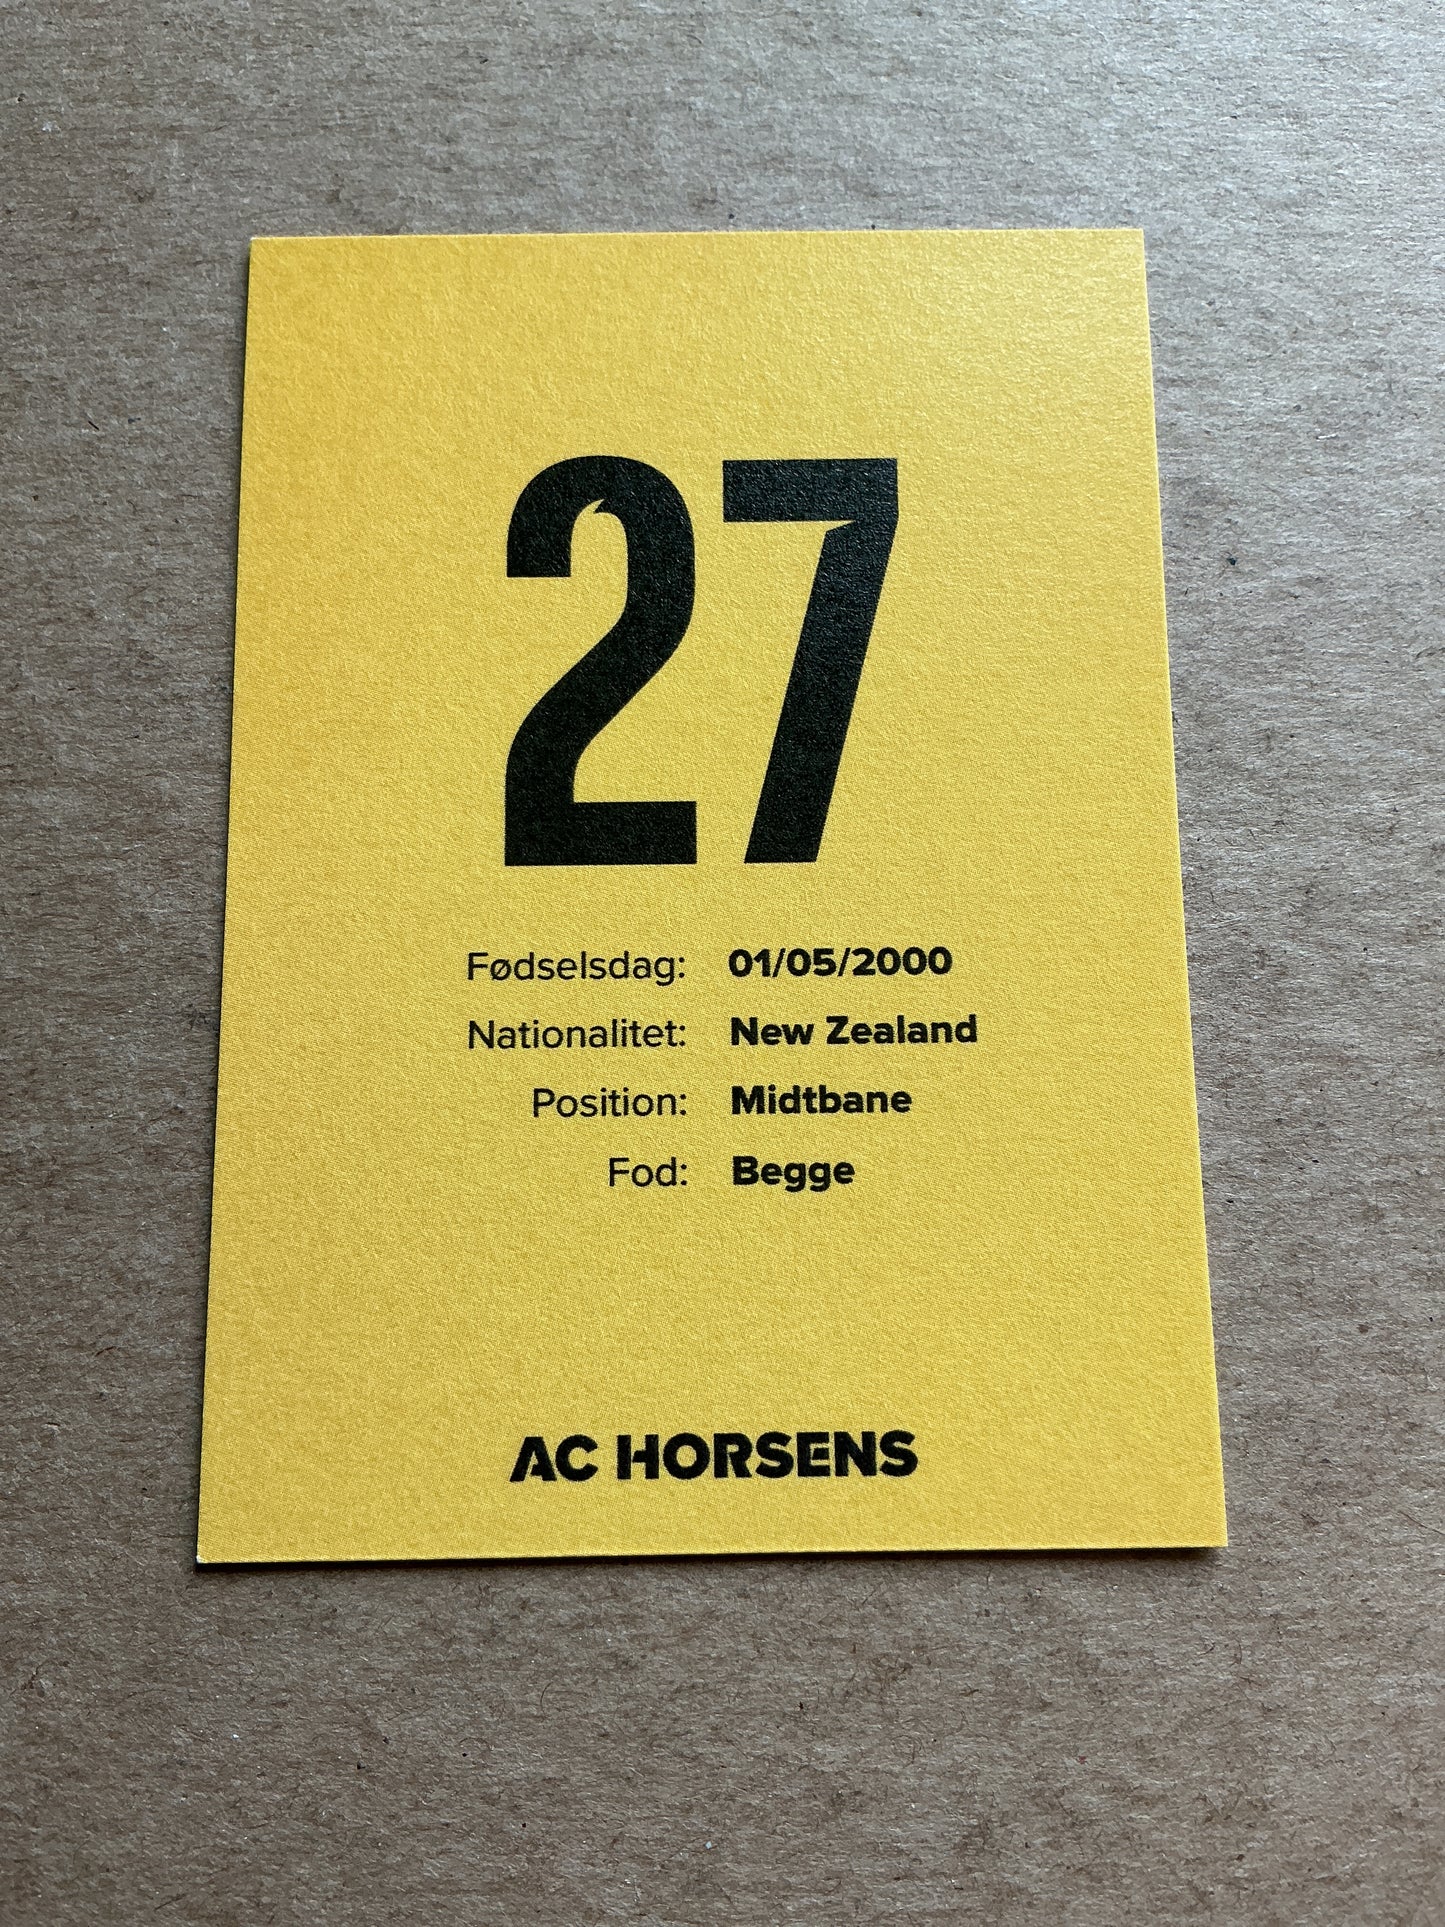 27
Fødselsdag: 01/05/2000
Nationalitet: New Zealand
Position: Midtbane
Fod: Begge
AC HORSENS